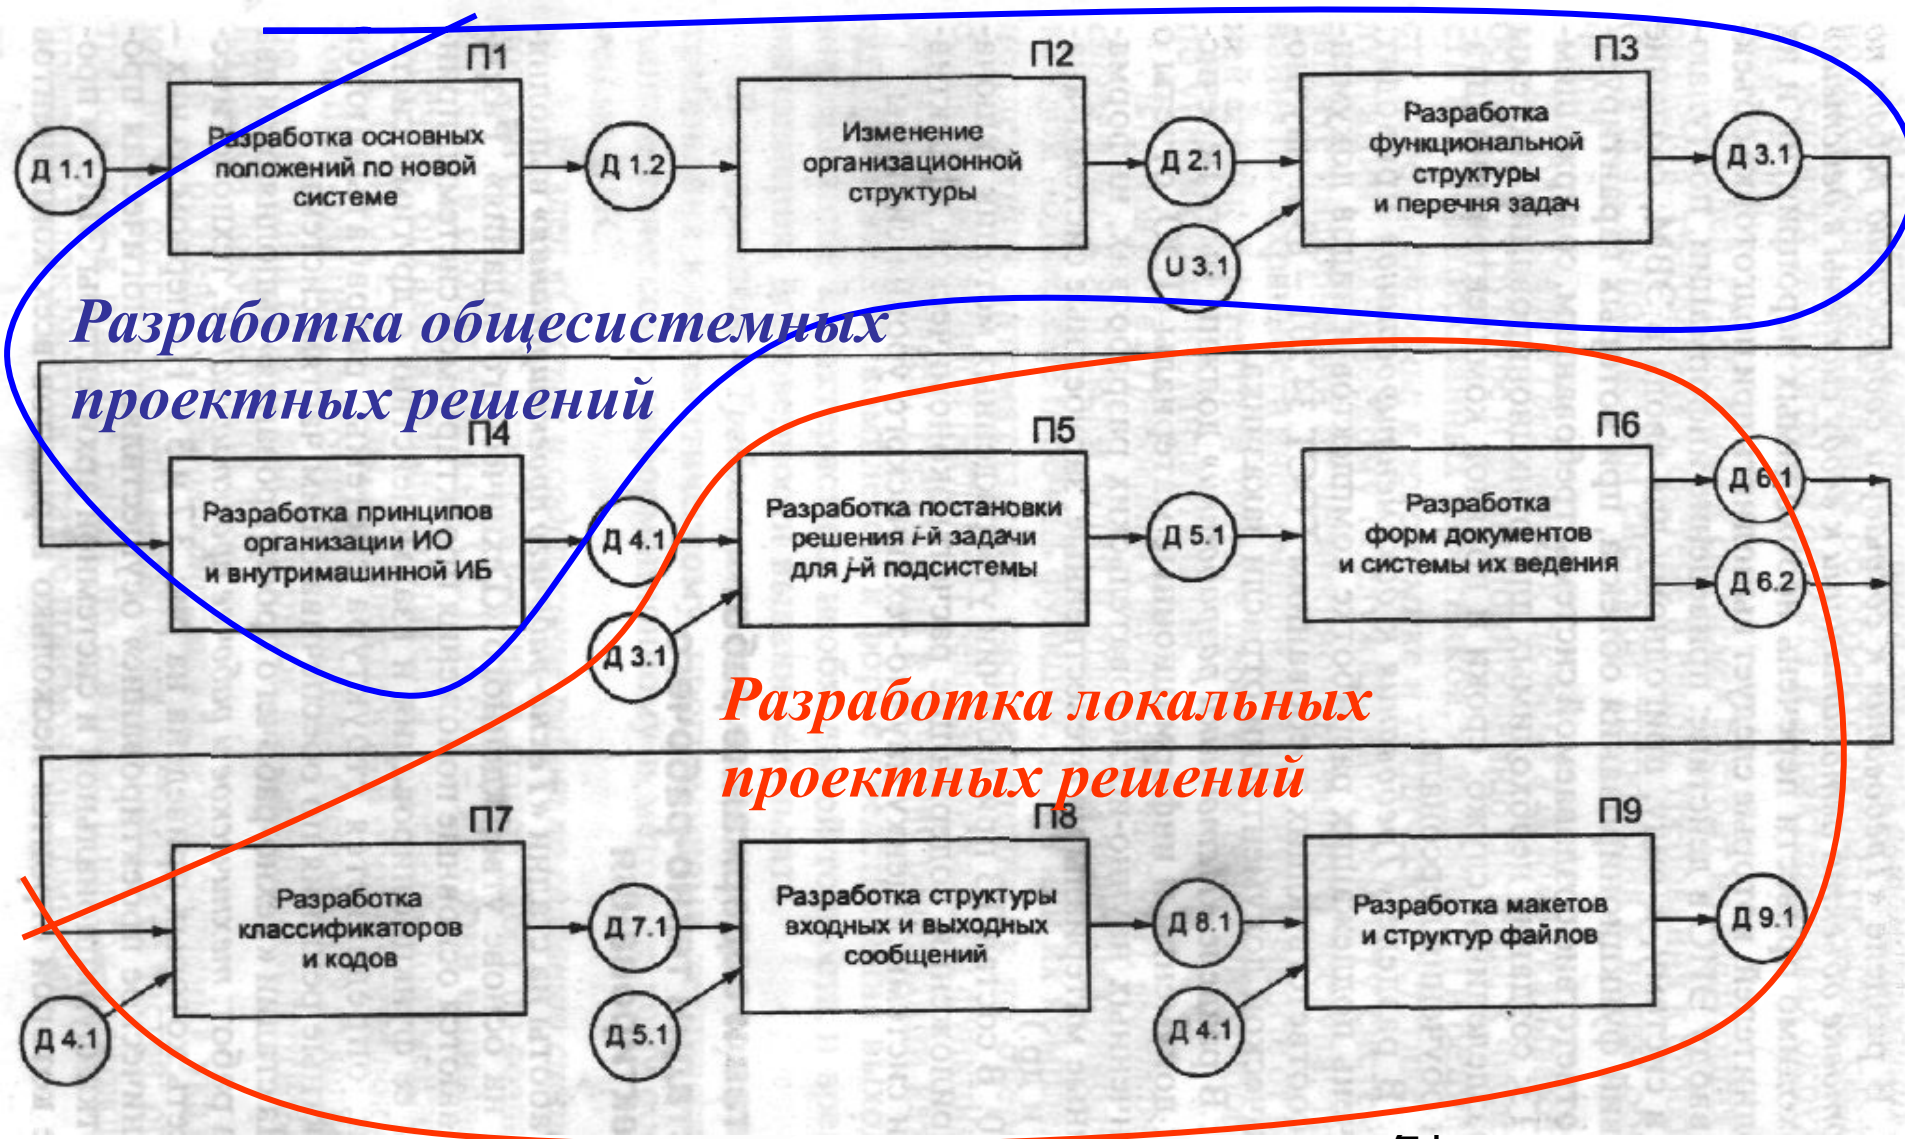 П1
П2
П3
Д 1.1
Разработка основных
положений по новой
системе
Д 1.2
Изменение
организационной
структуры
Д 2.1
U 3.1
Разработка
функциональной
структуры
и перечня задач
Д 3.1
Разработка общесистемных
проектных решений
П4
П5
П6
Разработка принципов
организации ИО
и внутримашинной ИБ
Д 4.1
Д 3.1
Разработка постановки
решения i-й задачи
для j-й подсистемы
Д 5.1
Разработка
форм документов
и системы их ведения
Д 6.1
Д 6.2
Разработка локальных
проектных решений
П7
П8
П9
Д 4.1
Разработка
классификаторов
и кодов
Д 7.1
Д 5.1
Разработка структуры
входных и выходных
сообщений
Д 8.1
Д 4.1
Разработка макетов
и структур файлов
Д 9.1